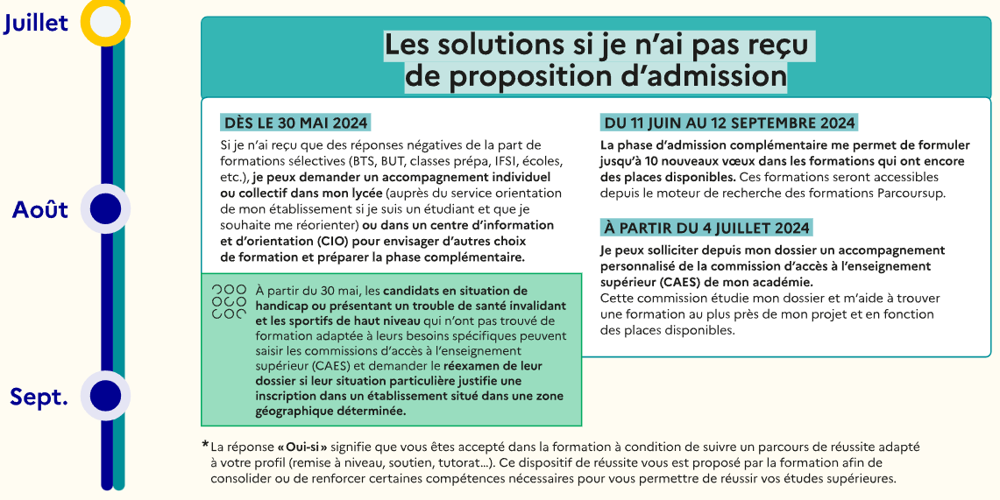 Juillet
Août
Sept.
Les solutions si je n’ai pas reçu
de proposition d’admission
DÈS LE 30 MAI 2024
Si je n’ai reçu que des réponses négatives de la part de
formations sélectives (BTS, BUT, classes prépa, IFSI, écoles,
etc.), je peux demander un accompagnement individuel
ou collectif dans mon lycée (auprès du service orientation
de mon établissement si je suis un étudiant et que je
souhaite me réorienter) ou dans un centre d’information
et d’orientation (CIO) pour envisager d’autres choix
de formation et préparer la phase complémentaire.
À partir du 30 mai, les candidats en situation de
handicap ou présentant un trouble de santé invalidant
et les sportifs de haut niveau qui n’ont pas trouvé de
formation adaptée à leurs besoins spécifiques peuvent
saisir les commissions d’accès à l’enseignement
supérieur (CAES) et demander le réexamen de leur
dossier si leur situation particulière justifie une
inscription dans un établissement situé dans une zone
géographique déterminée.
DU 11 JUIN AU 12 SEPTEMBRE 2024
La phase d’admission complémentaire me permet de formuler
jusqu’à 10 nouveaux vœux dans les formations qui ont encore
des places disponibles. Ces formations seront accessibles
depuis le moteur de recherche des formations Parcoursup.
À PARTIR DU 4 JUILLET 2024
Je peux solliciter depuis mon dossier un accompagnement
personnalisé de la commission d’accès à l’enseignement
supérieur (CAES) de mon académie.
Cette commission étudie mon dossier et m’aide à trouver
une formation au plus près de mon projet et en fonction
des places disponibles.
* La réponse « Oui-si » signifie que vous êtes accepté dans la formation à condition de suivre un parcours de réussite adapté
à votre profil (remise à niveau, soutien, tutorat…). Ce dispositif de réussite vous est proposé par la formation afin de
consolider ou de renforcer certaines compétences nécessaires pour vous permettre de réussir vos études supérieures.